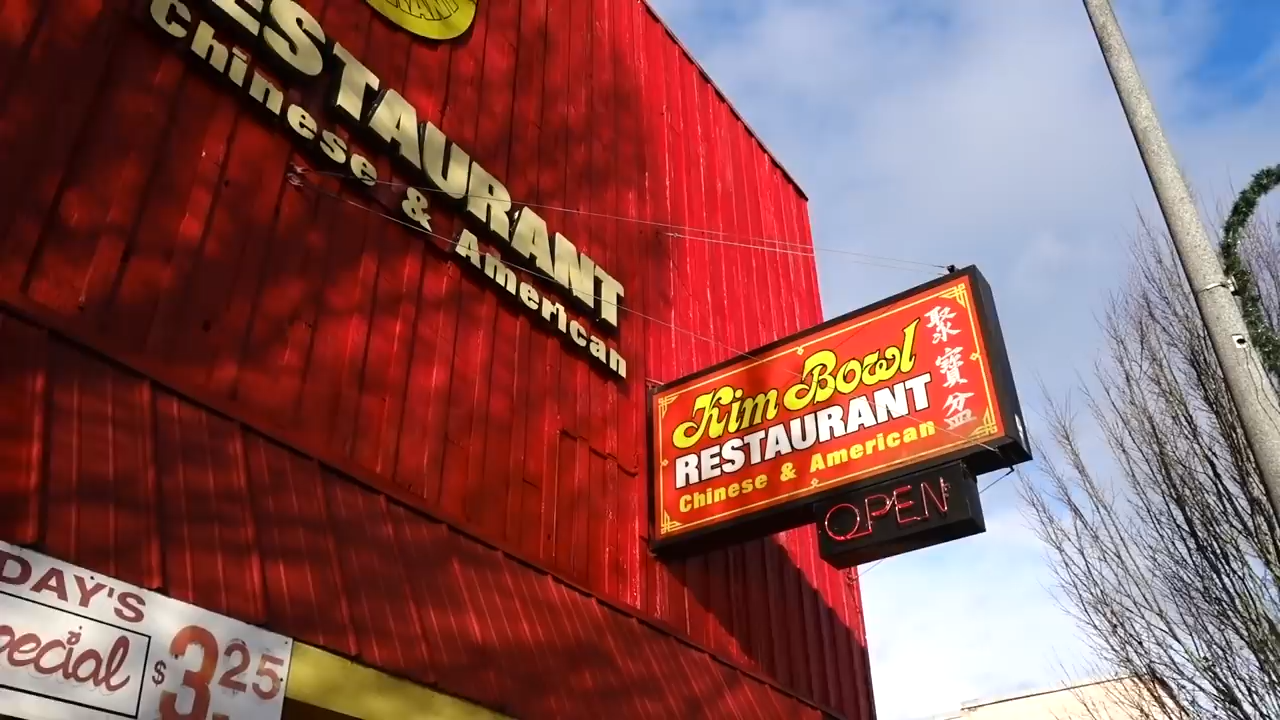 ESTAURANT
Chinese & American
Kim Bowl
RESTAURANT
Chinese & American
聚寶盆
OPEN
DAY'S
pecial
$3.25